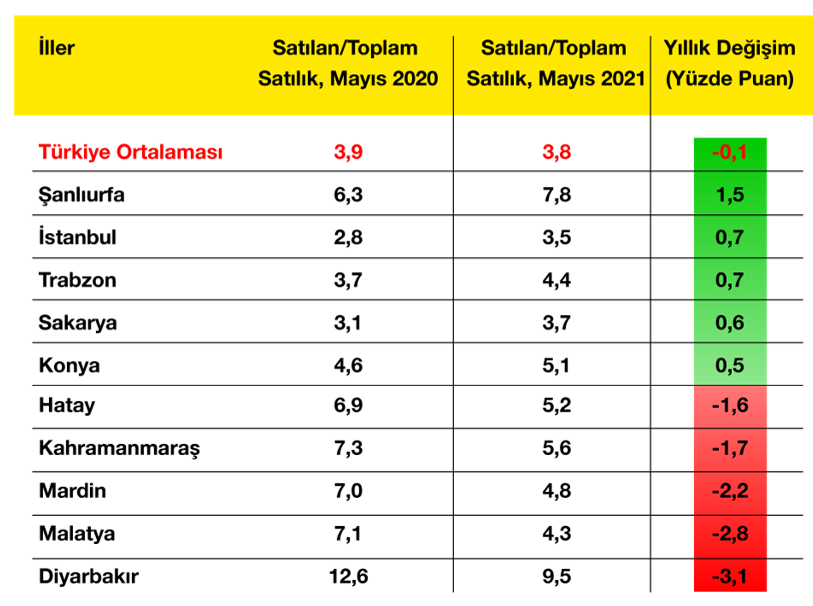 İller Satılan/Toplam Satılık, Mayıs 2020 Satılan/Toplam Satılık, Mayıs 2021 Yıllık Değişim (Yüzde Puan)
Türkiye Ortalaması 3,9 3,8 -0,1
Şanlıurfa 6,3 7,8 1,5
İstanbul 2,8 3,5 0,7
Trabzon 3,7 4,4 0,7
Sakarya 3,1 3,7 0,6
Konya 4,6 5,1 0,5
Hatay 6,9 5,2 -1,6
Kahramanmaraş 7,3 5,6 -1,7
Mardin 7,0 4,8 -2,2
Malatya 7,1 4,3 -2,8
Diyarbakır 12,6 9,5 -3,1